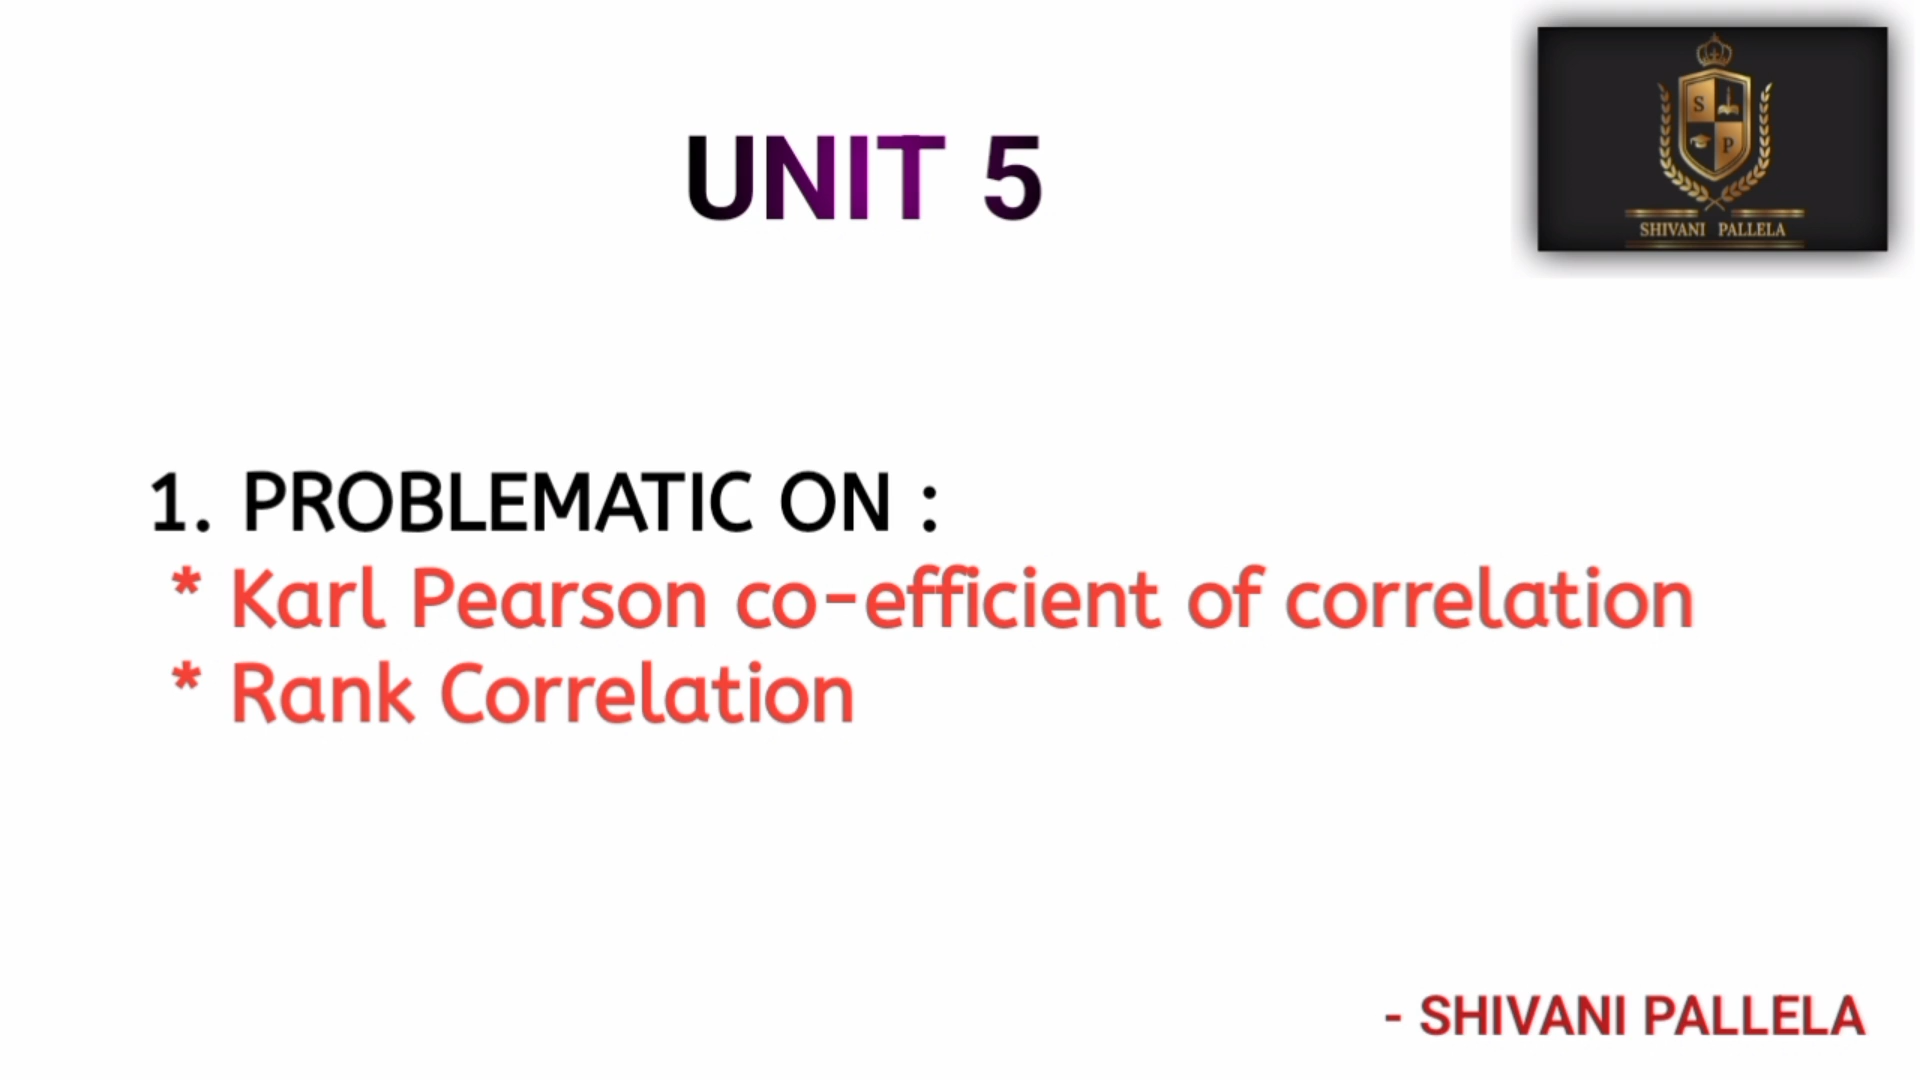 S
P
SHIVANI PALLELA
UNIT 5
1. PROBLEMATIC ON :
* Karl Pearson co-efficient of correlation
* Rank Correlation
- SHIVANI PALLELA